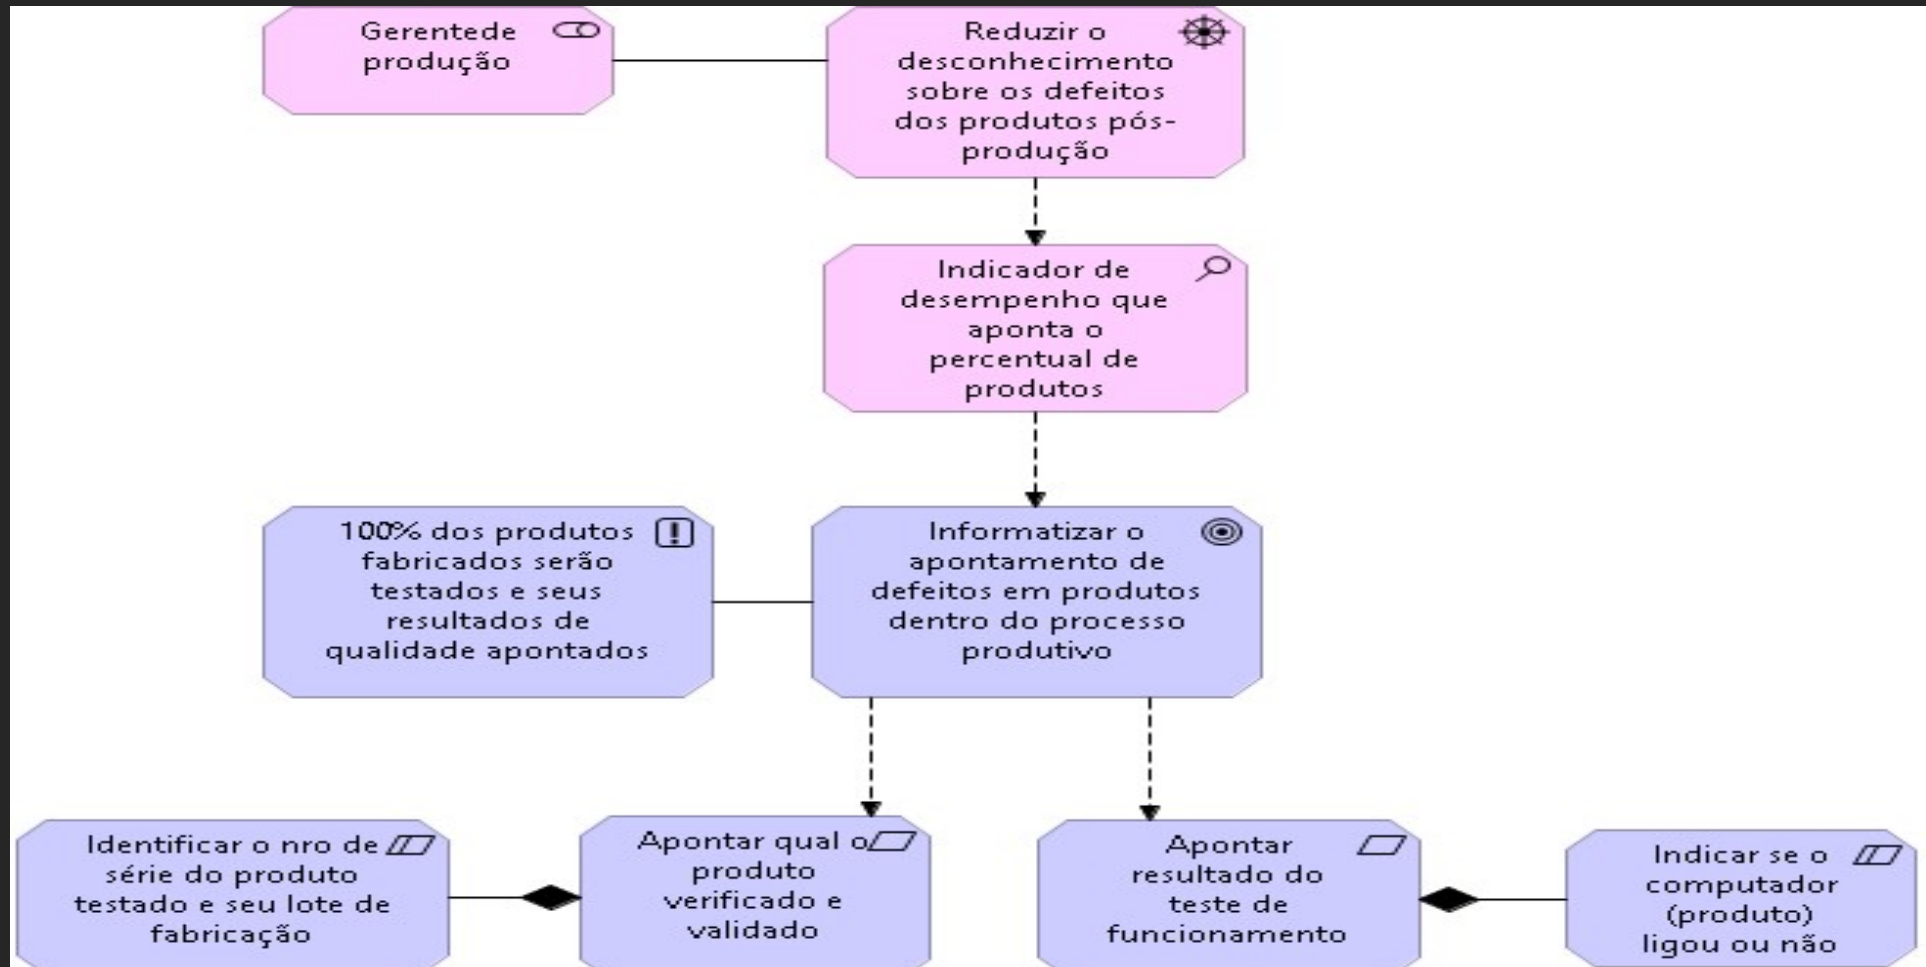 Gerentede
produção
Reduzir o
desconhecimento
sobre os defeitos
dos produtos pós-
produção
Indicador de
desempenho que
aponta o
percentual de
produtos
100% dos produtos
fabricados serão
testados e seus
resultados de
qualidade apontados
Informatizar o
apontamento de
defeitos em produtos
dentro do processo
produtivo
Identificar o nro de
série do produto
testado e seu lote de
fabricação
Apontar qual o
produto
verificado e
validado
Apontar
resultado do
teste de
funcionamento
Indicar se o
computador
(produto)
ligou ou não